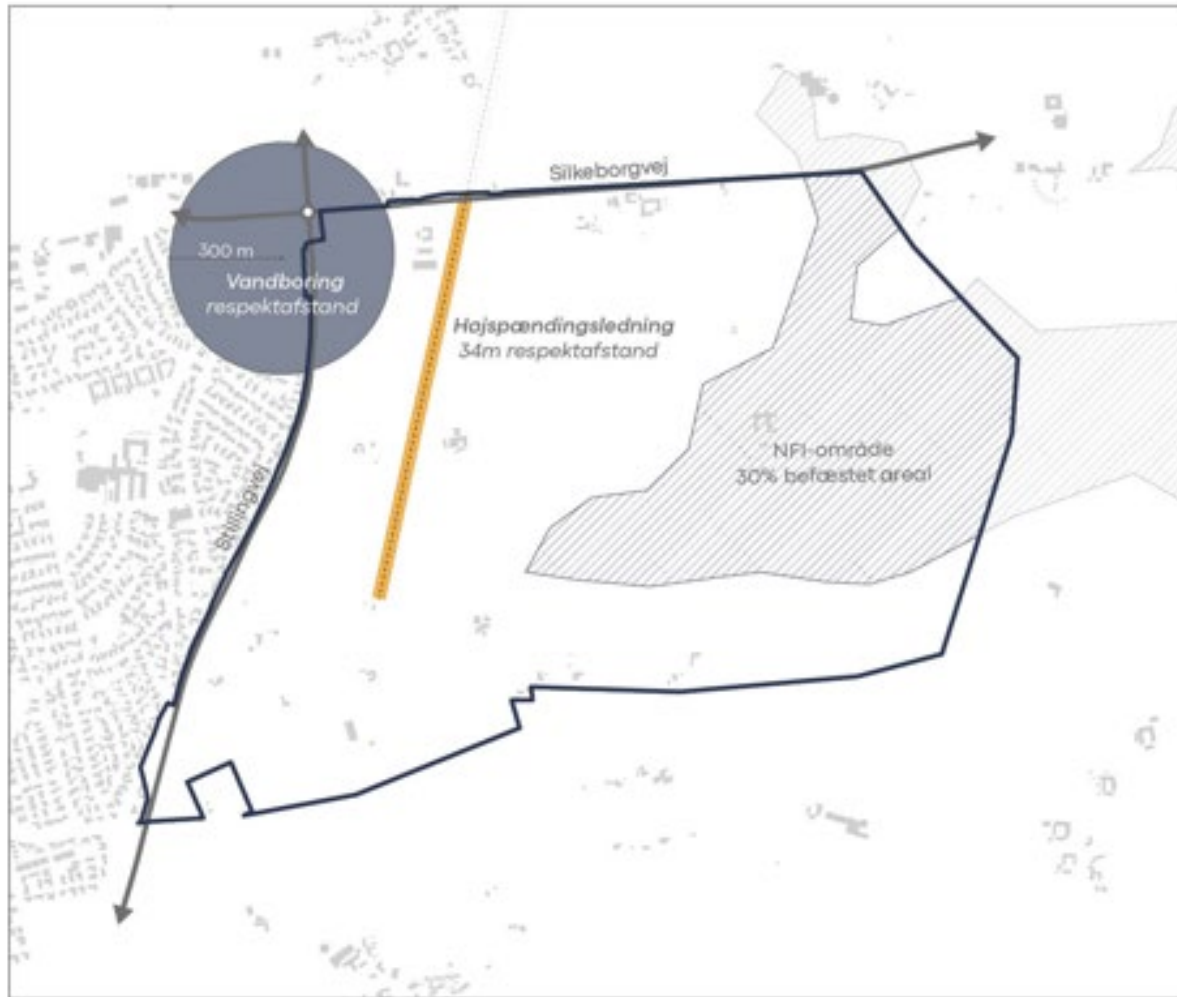 Silkeborgvej
300 m
Vandboring
respektafstand
Højspændingsledning
34m respektafstand
NFI-område
30% befæstet areal
Stillingvej